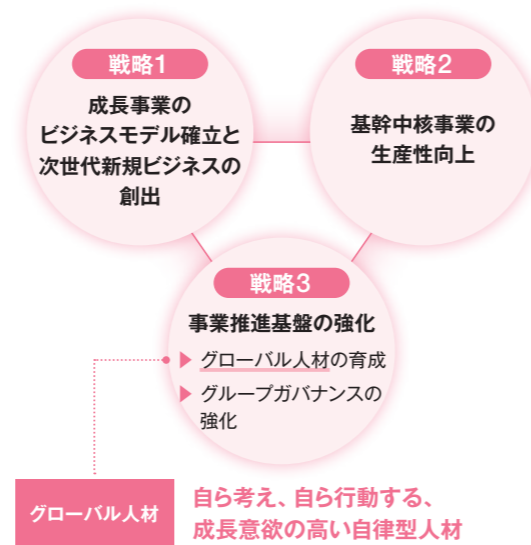 戦略1
成長事業の
ビジネスモデル確立と
次世代新規ビジネスの
創出
戦略2
基幹中核事業の
生産性向上
戦略3
事業推進基盤の強化
▶ グローバル人材の育成
▶ グループガバナンスの
強化
グローバル人材
自ら考え、自ら行動する、
成長意欲の高い自律型人材